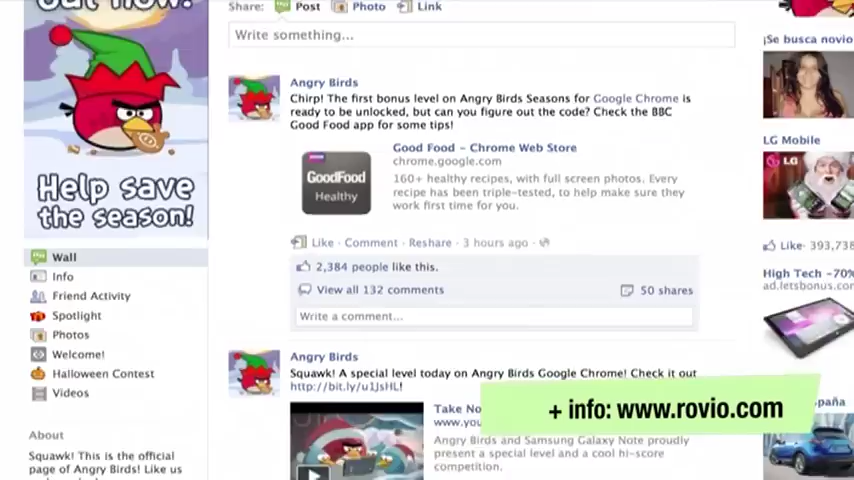 out now!
Help save
the season!
Share:
Post
Photo
Link
Write something...
Angry Birds
Chirp! The first bonus level on Angry Birds Seasons for Google Chrome is
ready to be unlocked, but can you figure out the code? Check the BBC
Good Food app for some tips!
GoodFood
Healthy
Good Food - Chrome Web Store
chrome.google.com
160+ healthy recipes, with full screen photos. Every
recipe has been triple-tested, to help make sure they
work first time for you.
Like · Comment · Reshare · 3 hours ago ·
2,384 people like this.
View all 132 comments
50 shares
Write a comment...
Angry Birds
Squawk! A special level today on Angry Birds Google Chrome! Check it out
http://bit.ly/u1JsHL!
Take No
www.you
Angry Birds and Samsung Galaxy Note proudly
present a special level and a cool hi-score
competition.
Wall
Info
Friend Activity
Spotlight
Photos
Welcome!
Halloween Contest
Videos
About
Squawk! This is the official
page of Angry Birds! Like us
¡Se busca novio
LG Mobile
LG
Like · 393,738
High Tech -70%
ad.letsbonus.com
spaña
+ info: www.rovio.com